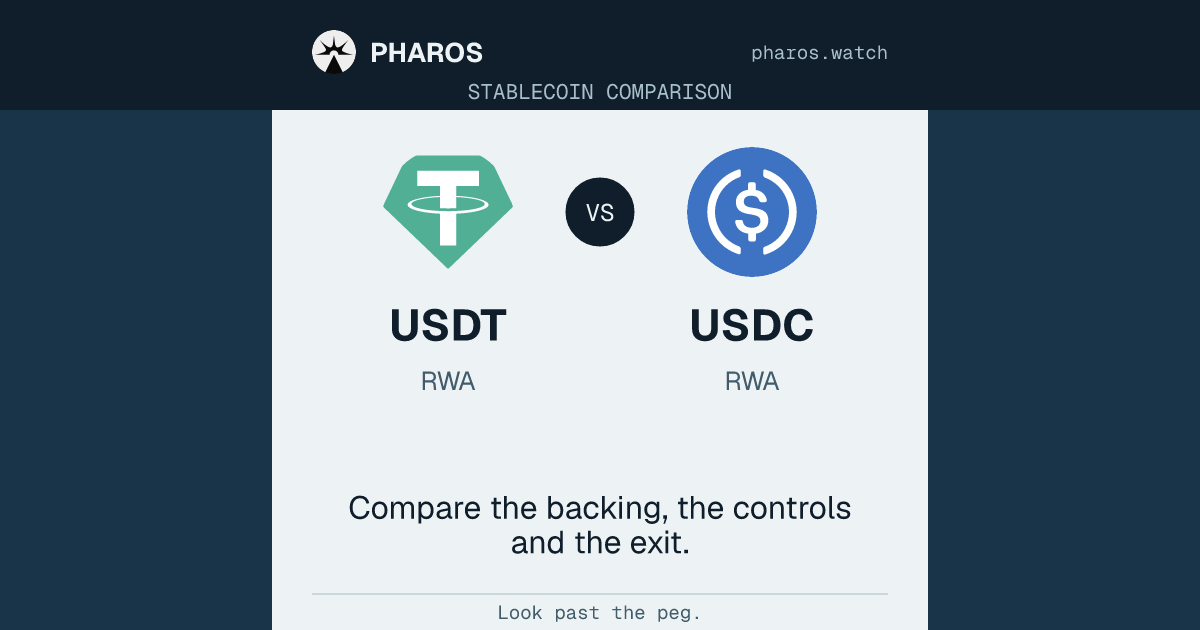 PHAROS
pharos.watch
STABLECOIN COMPARISON
T
VS
$
USDT
USDC
RWA
RWA
Compare the backing, the controls
and the exit.
Look past the peg.